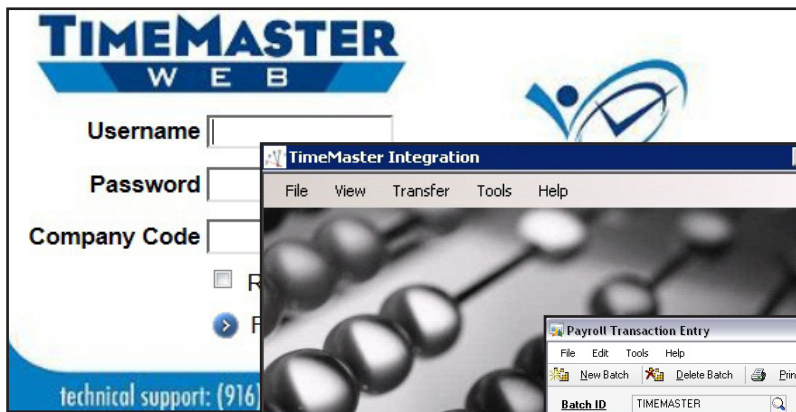 TIMEMASTER
WEB
Username
Password
Company Code
TimeMaster Integration
File View Transfer Tools Help
Payroll Transaction Entry
File Edit Tools Help
New Batch Delete Batch
Batch ID TIMEMASTER
technical support: (916)